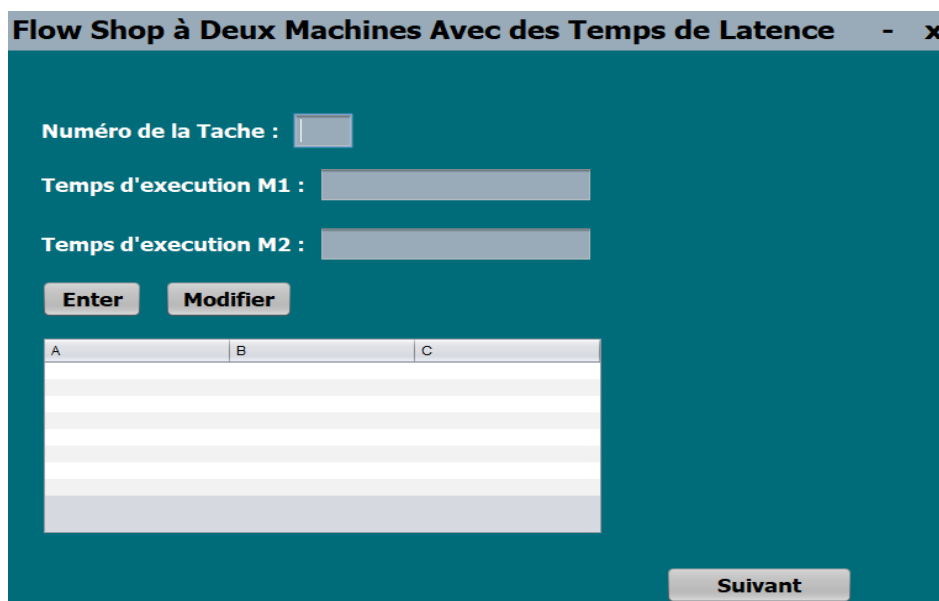 Flow Shop à Deux Machines Avec des Temps de Latence - x
Numéro de la Tache :
Temps d'execution M1 :
Temps d'execution M2 :
Enter Modifier
A B C
Suivant